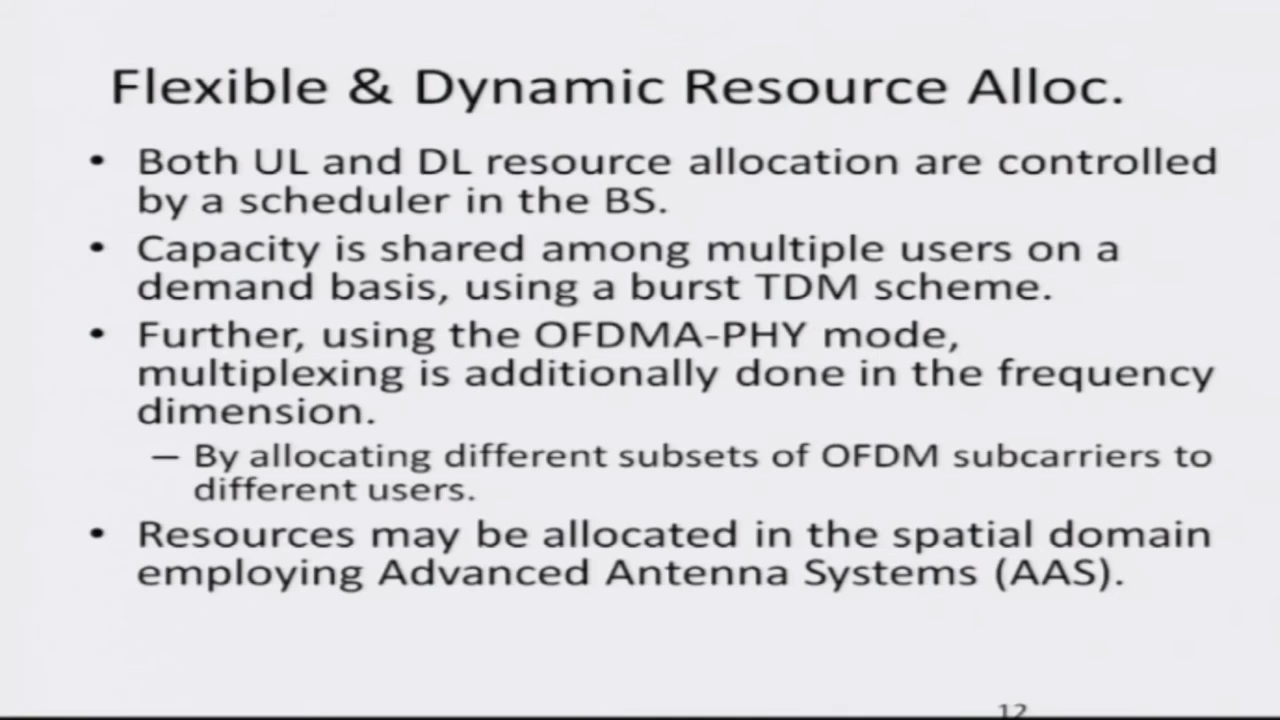 Flexible & Dynamic Resource Alloc.
• Both UL and DL resource allocation are controlled
by a scheduler in the BS.
• Capacity is shared among multiple users on a
demand basis, using a burst TDM scheme.
• Further, using the OFDMA-PHY mode,
multiplexing is additionally done in the frequency
dimension.
– By allocating different subsets of OFDM subcarriers to
different users.
• Resources may be allocated in the spatial domain
employing Advanced Antenna Systems (AAS).
12